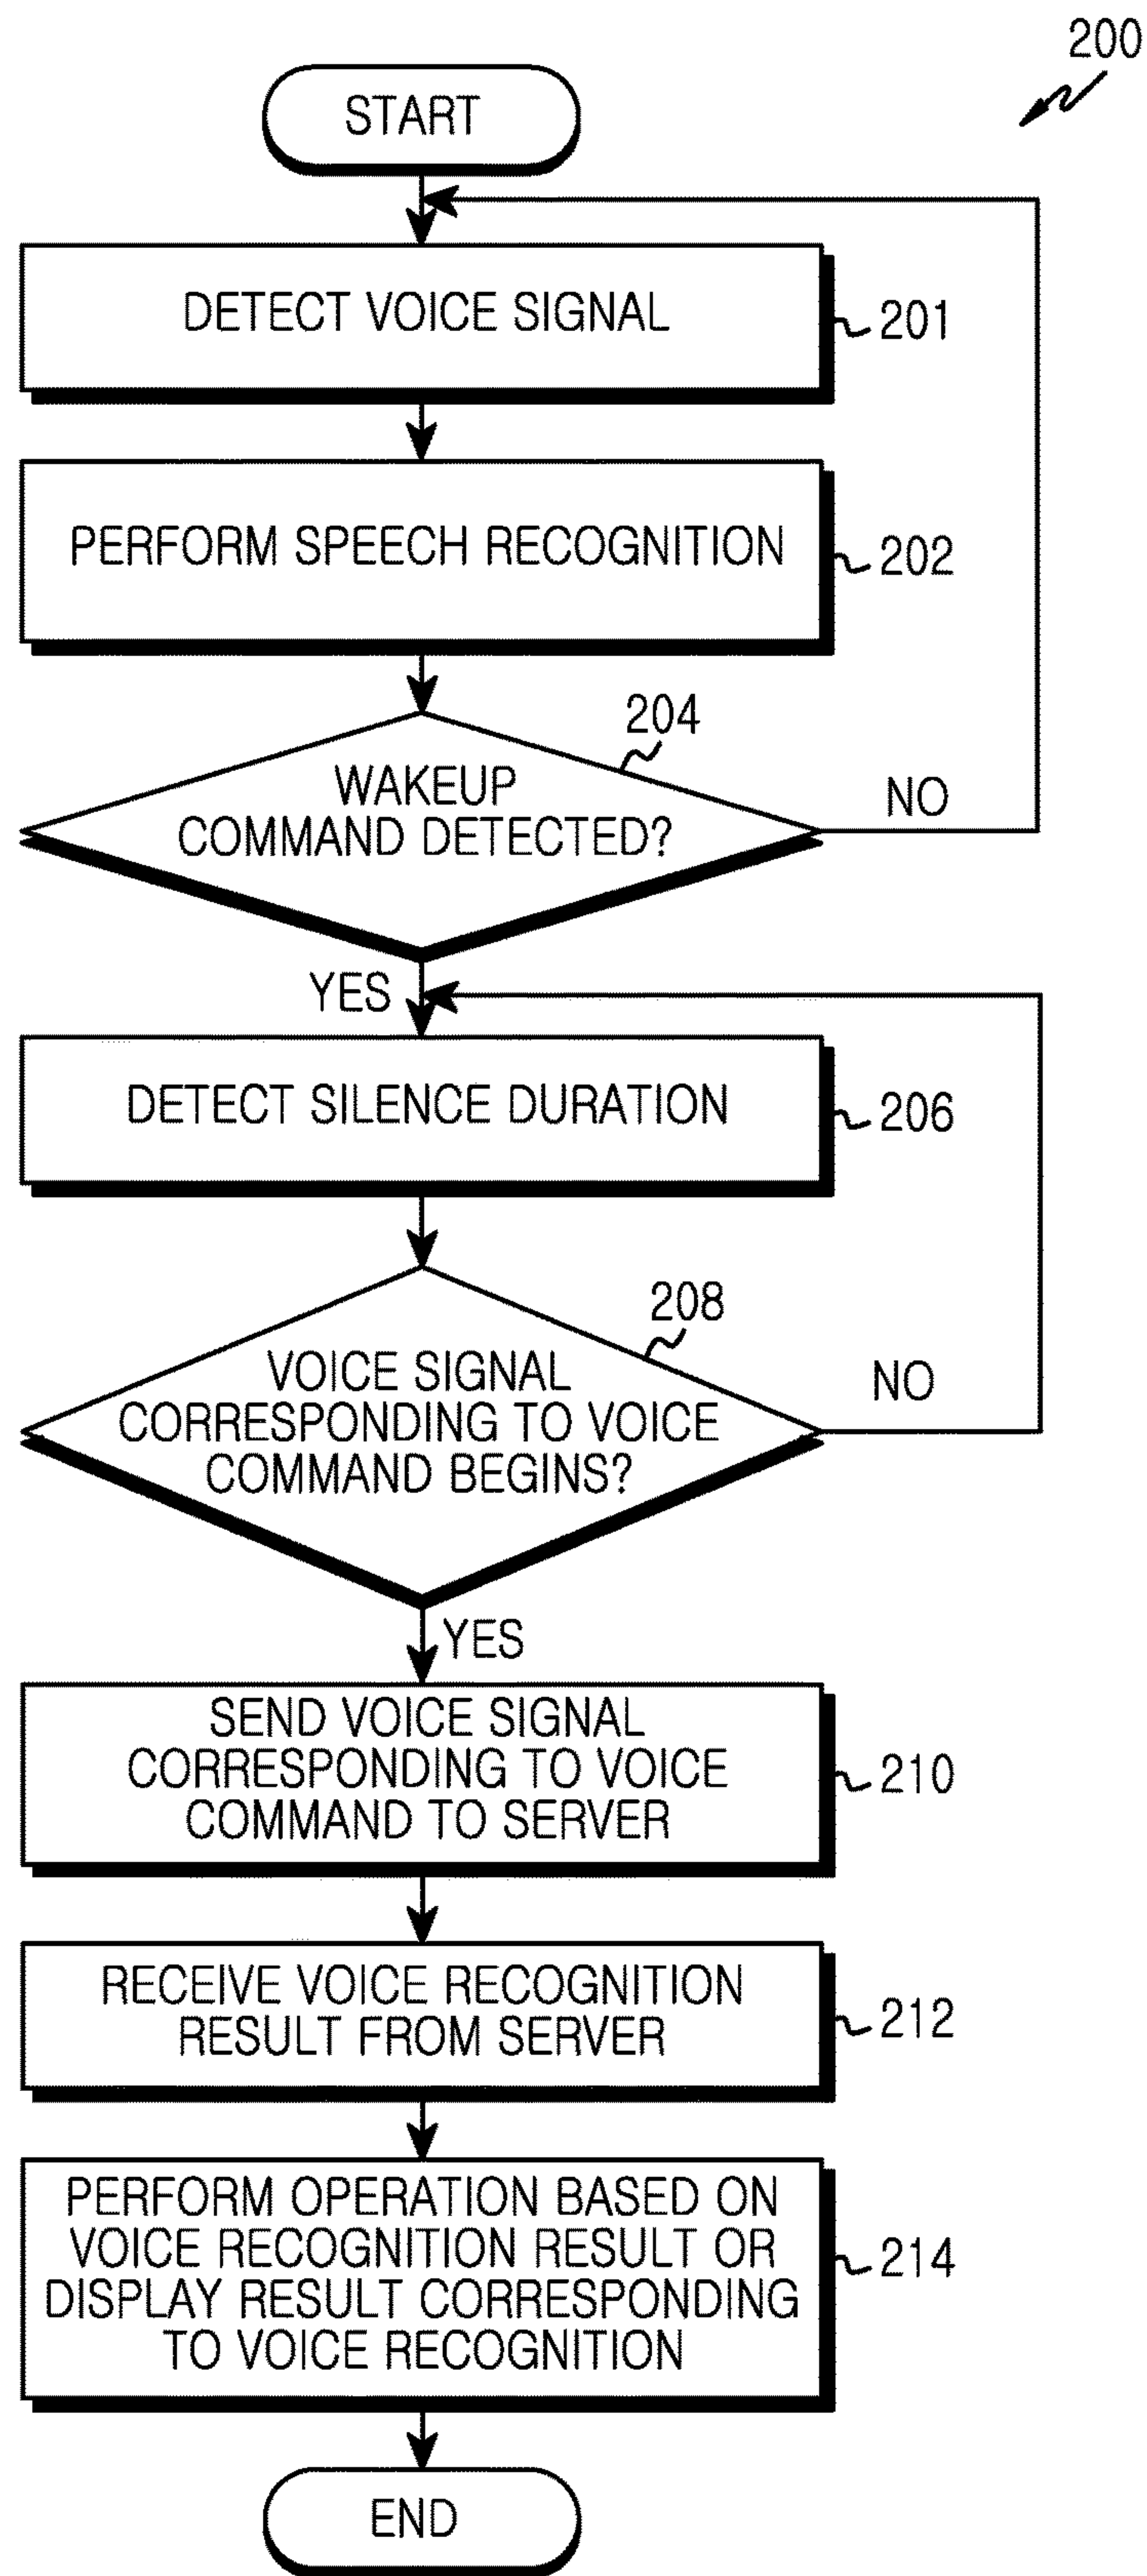 200
START
DETECT VOICE SIGNAL
201
PERFORM SPEECH RECOGNITION
202
204
WAKEUP
COMMAND DETECTED?
NO
YES
DETECT SILENCE DURATION
206
208
VOICE SIGNAL
CORRESPONDING TO VOICE
COMMAND BEGINS?
NO
YES
SEND VOICE SIGNAL
CORRESPONDING TO VOICE
COMMAND TO SERVER
210
RECEIVE VOICE RECOGNITION
RESULT FROM SERVER
212
PERFORM OPERATION BASED ON
VOICE RECOGNITION RESULT OR
DISPLAY RESULT CORRESPONDING
TO VOICE RECOGNITION
214
END